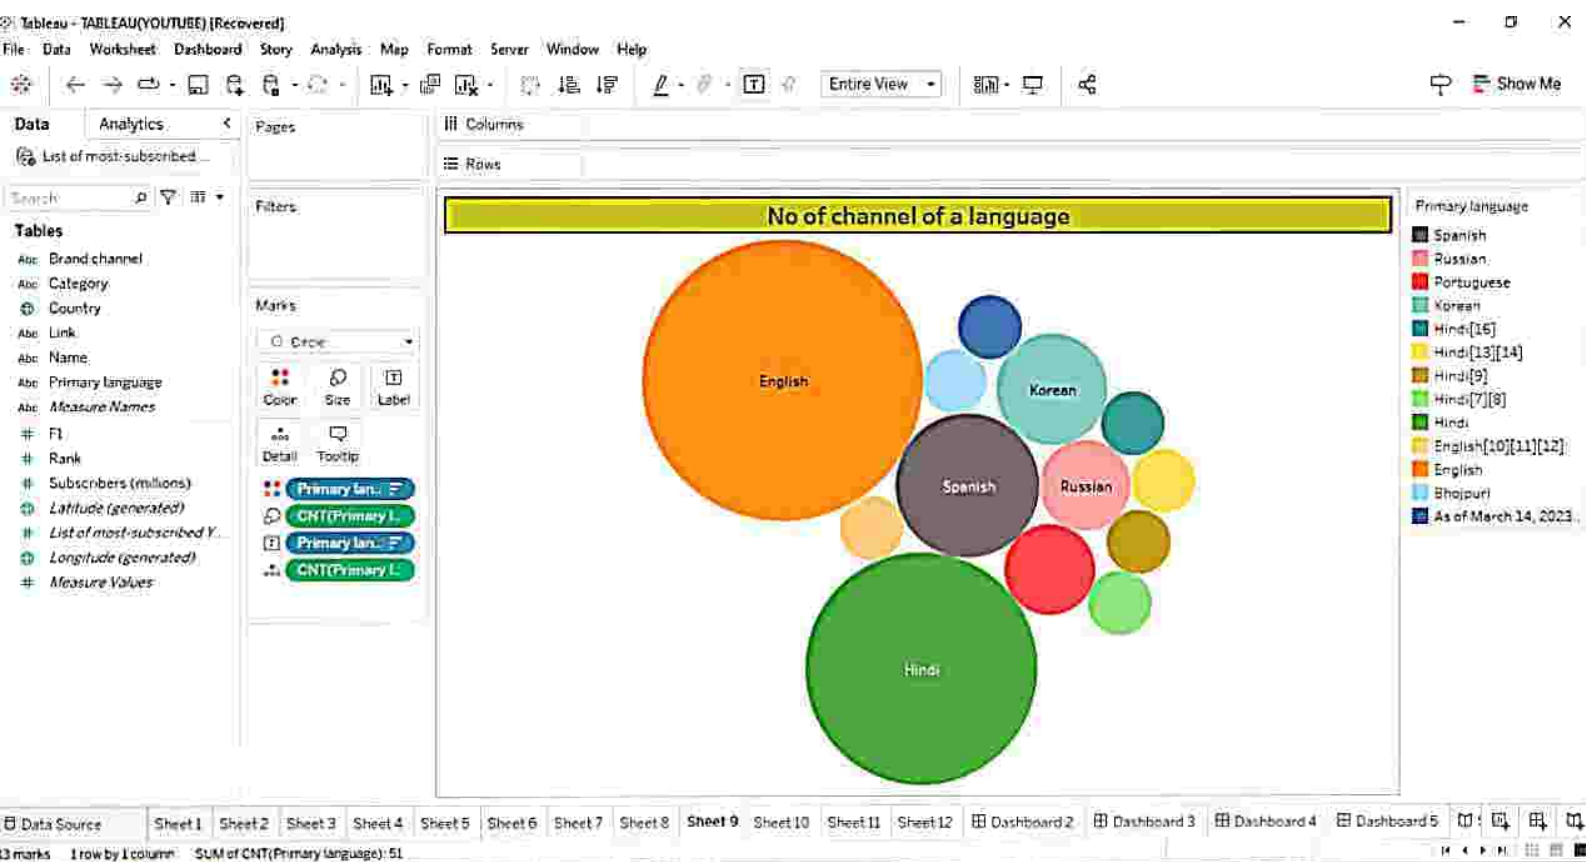 Tableau - TABLEAU(YOUTUBE) [Recovered]
File Data Worksheet Dashboard Story Analysis Map Format Server Window Help
Entire View
Show Me
Data Analytics
Pages
Columns
List of most-subscribed ...
Rows
Search
Filters
Tables
Abc Brand channel
Abc Category
Country
Abc Link
Abc Name
Abc Primary language
Abc Measure Names
# F1
# Rank
# Subscribers (millions)
Latitude (generated)
# List of most-subscribed Y...
Longitude (generated)
# Measure Values
Marks
Circle
Color Size Label
Detail Tooltip
Primary lan..
CNT(Primary l..
Primary lan..
CNT(Primary l..
No of channel of a language
English
Korean
Spanish
Russian
Hindi
Primary language
Spanish
Russian
Portuguese
Korean
Hindi[16]
Hindi[13][14]
Hindi[9]
Hindi[7][8]
Hindi
English[10][11][12]
English
Bhojpuri
As of March 14, 2023..
Data Source Sheet 1 Sheet 2 Sheet 3 Sheet 4 Sheet 5 Sheet 6 Sheet 7 Sheet 8 Sheet 9 Sheet 10 Sheet 11 Sheet 12 Dashboard 2 Dashboard 3 Dashboard 4 Dashboard 5
13 marks 1 row by 1 column SUM of CNT(Primary language): 51